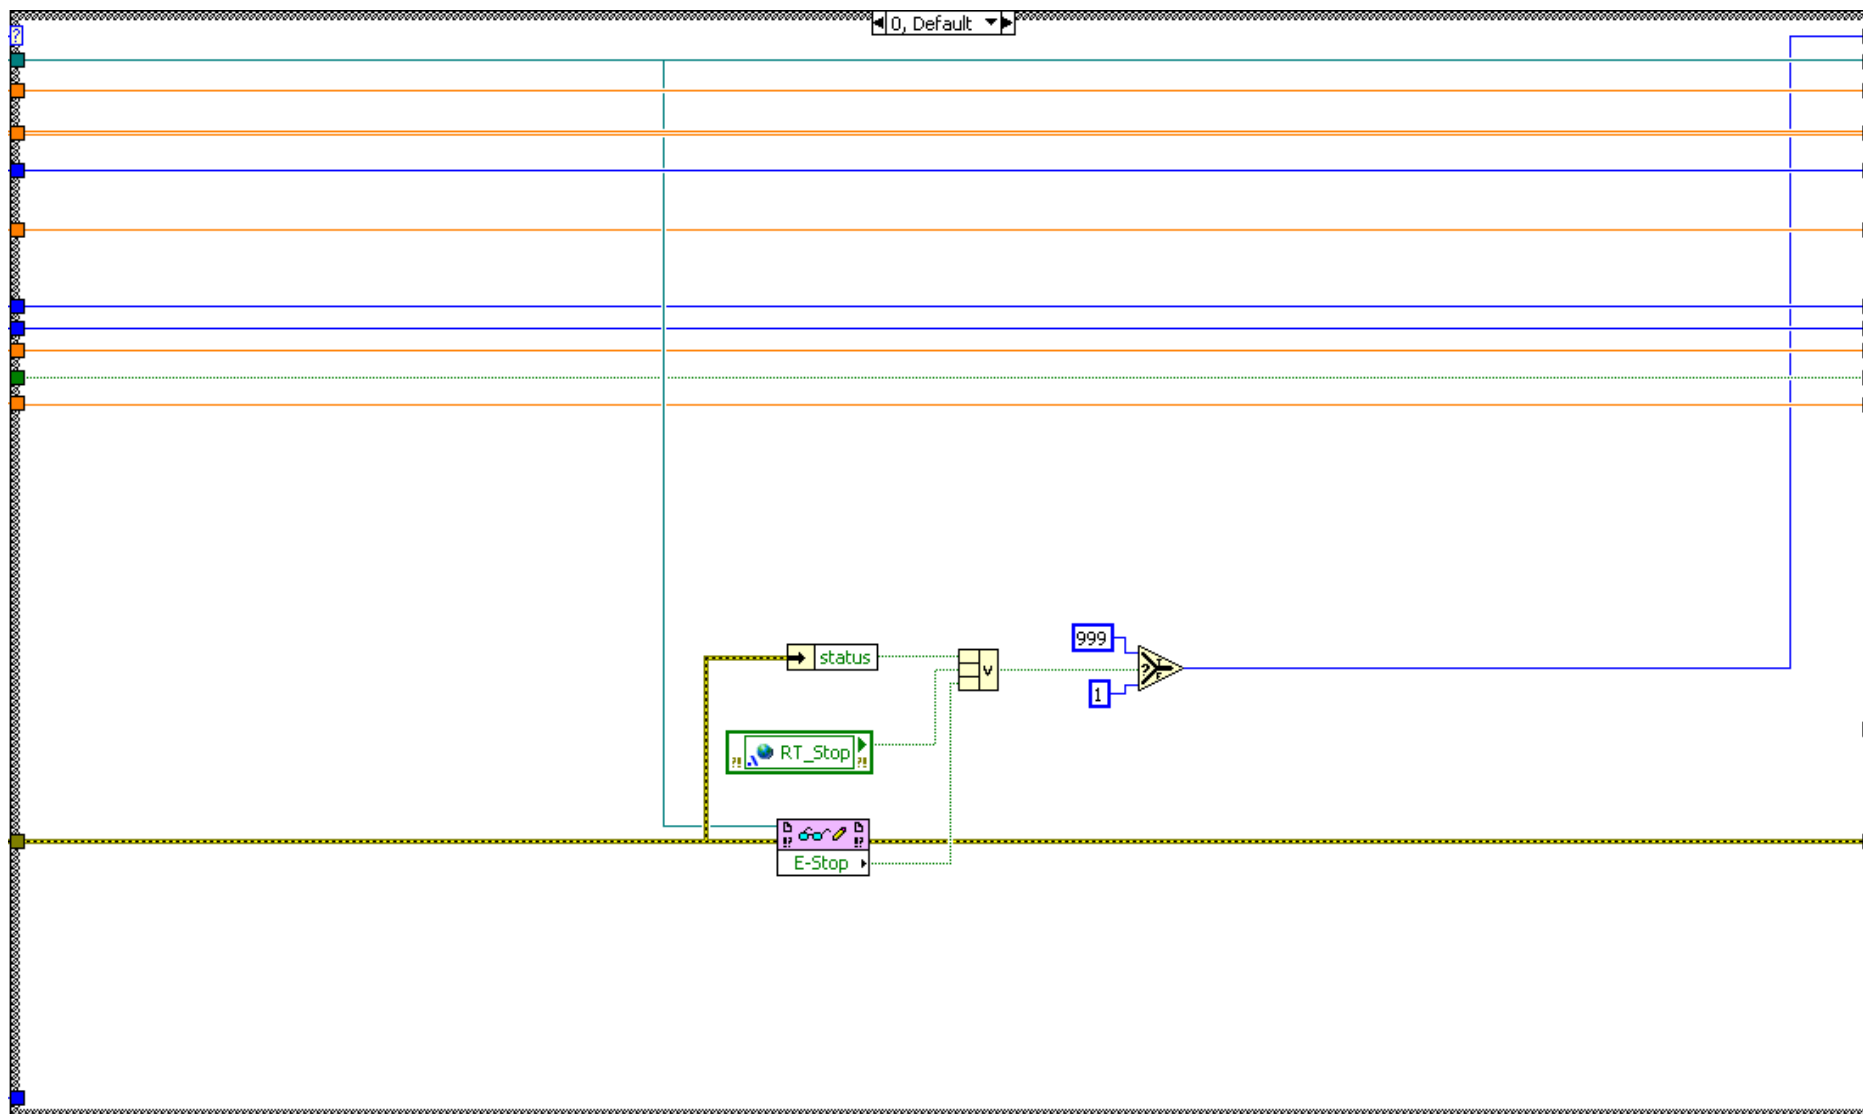 0, Default
?
999
status
v
?
T
F
1
?! RT_Stop ?!
!? !?
E-Stop